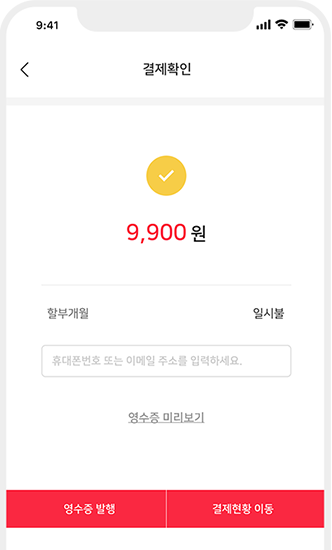 9:41
결제확인
9,900 원
할부개월 일시불
휴대폰번호 또는 이메일 주소를 입력하세요.
영수증 미리보기
영수증 발행 결제현황 이동